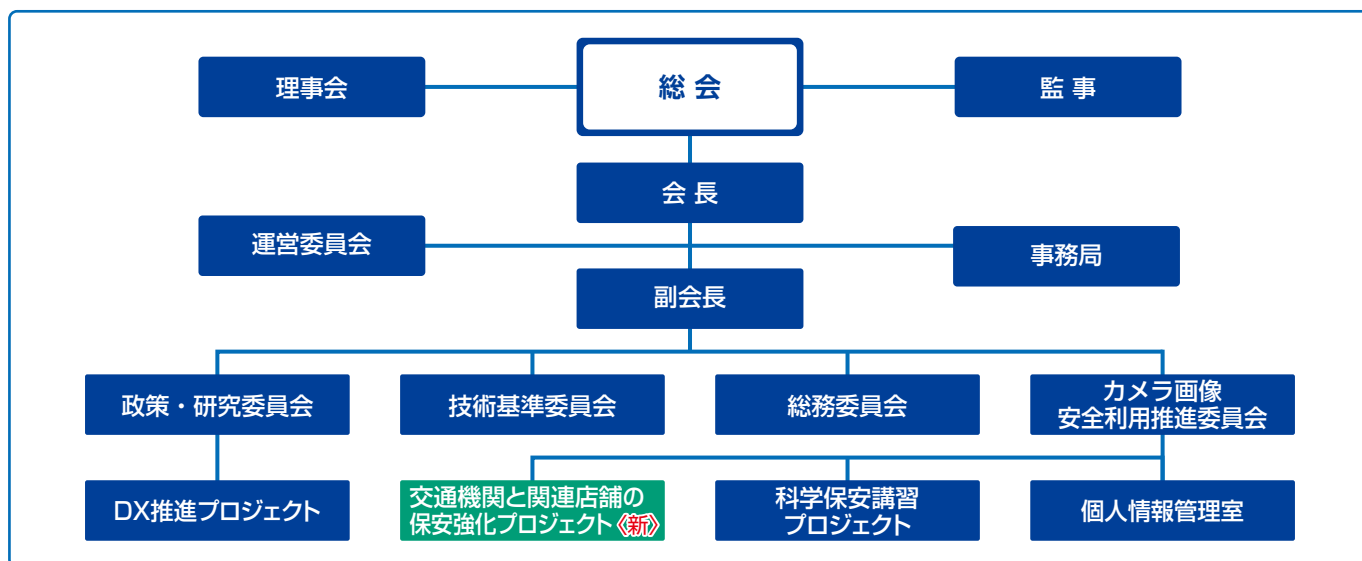 理事会
総 会
監 事
会 長
運営委員会
事務局
副会長
政策・研究委員会
技術基準委員会
総務委員会
カメラ画像
安全利用推進委員会
DX推進プロジェクト
交通機関と関連店舗の
保安強化プロジェクト《新》
科学保安講習
プロジェクト
個人情報管理室